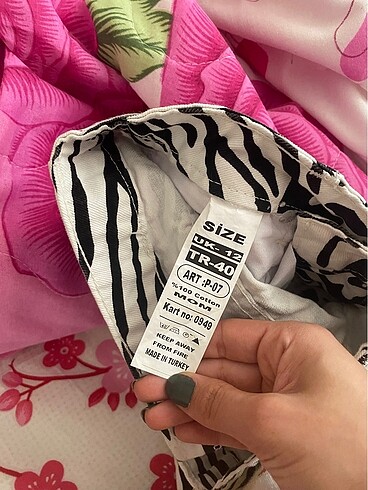 SİZE
UK- 12
TR-40
ART :P-07
%100 Cotton
MOM
Kart no: 0949
KEEP AWAY
FROM FIRE
MADE IN TURKEY